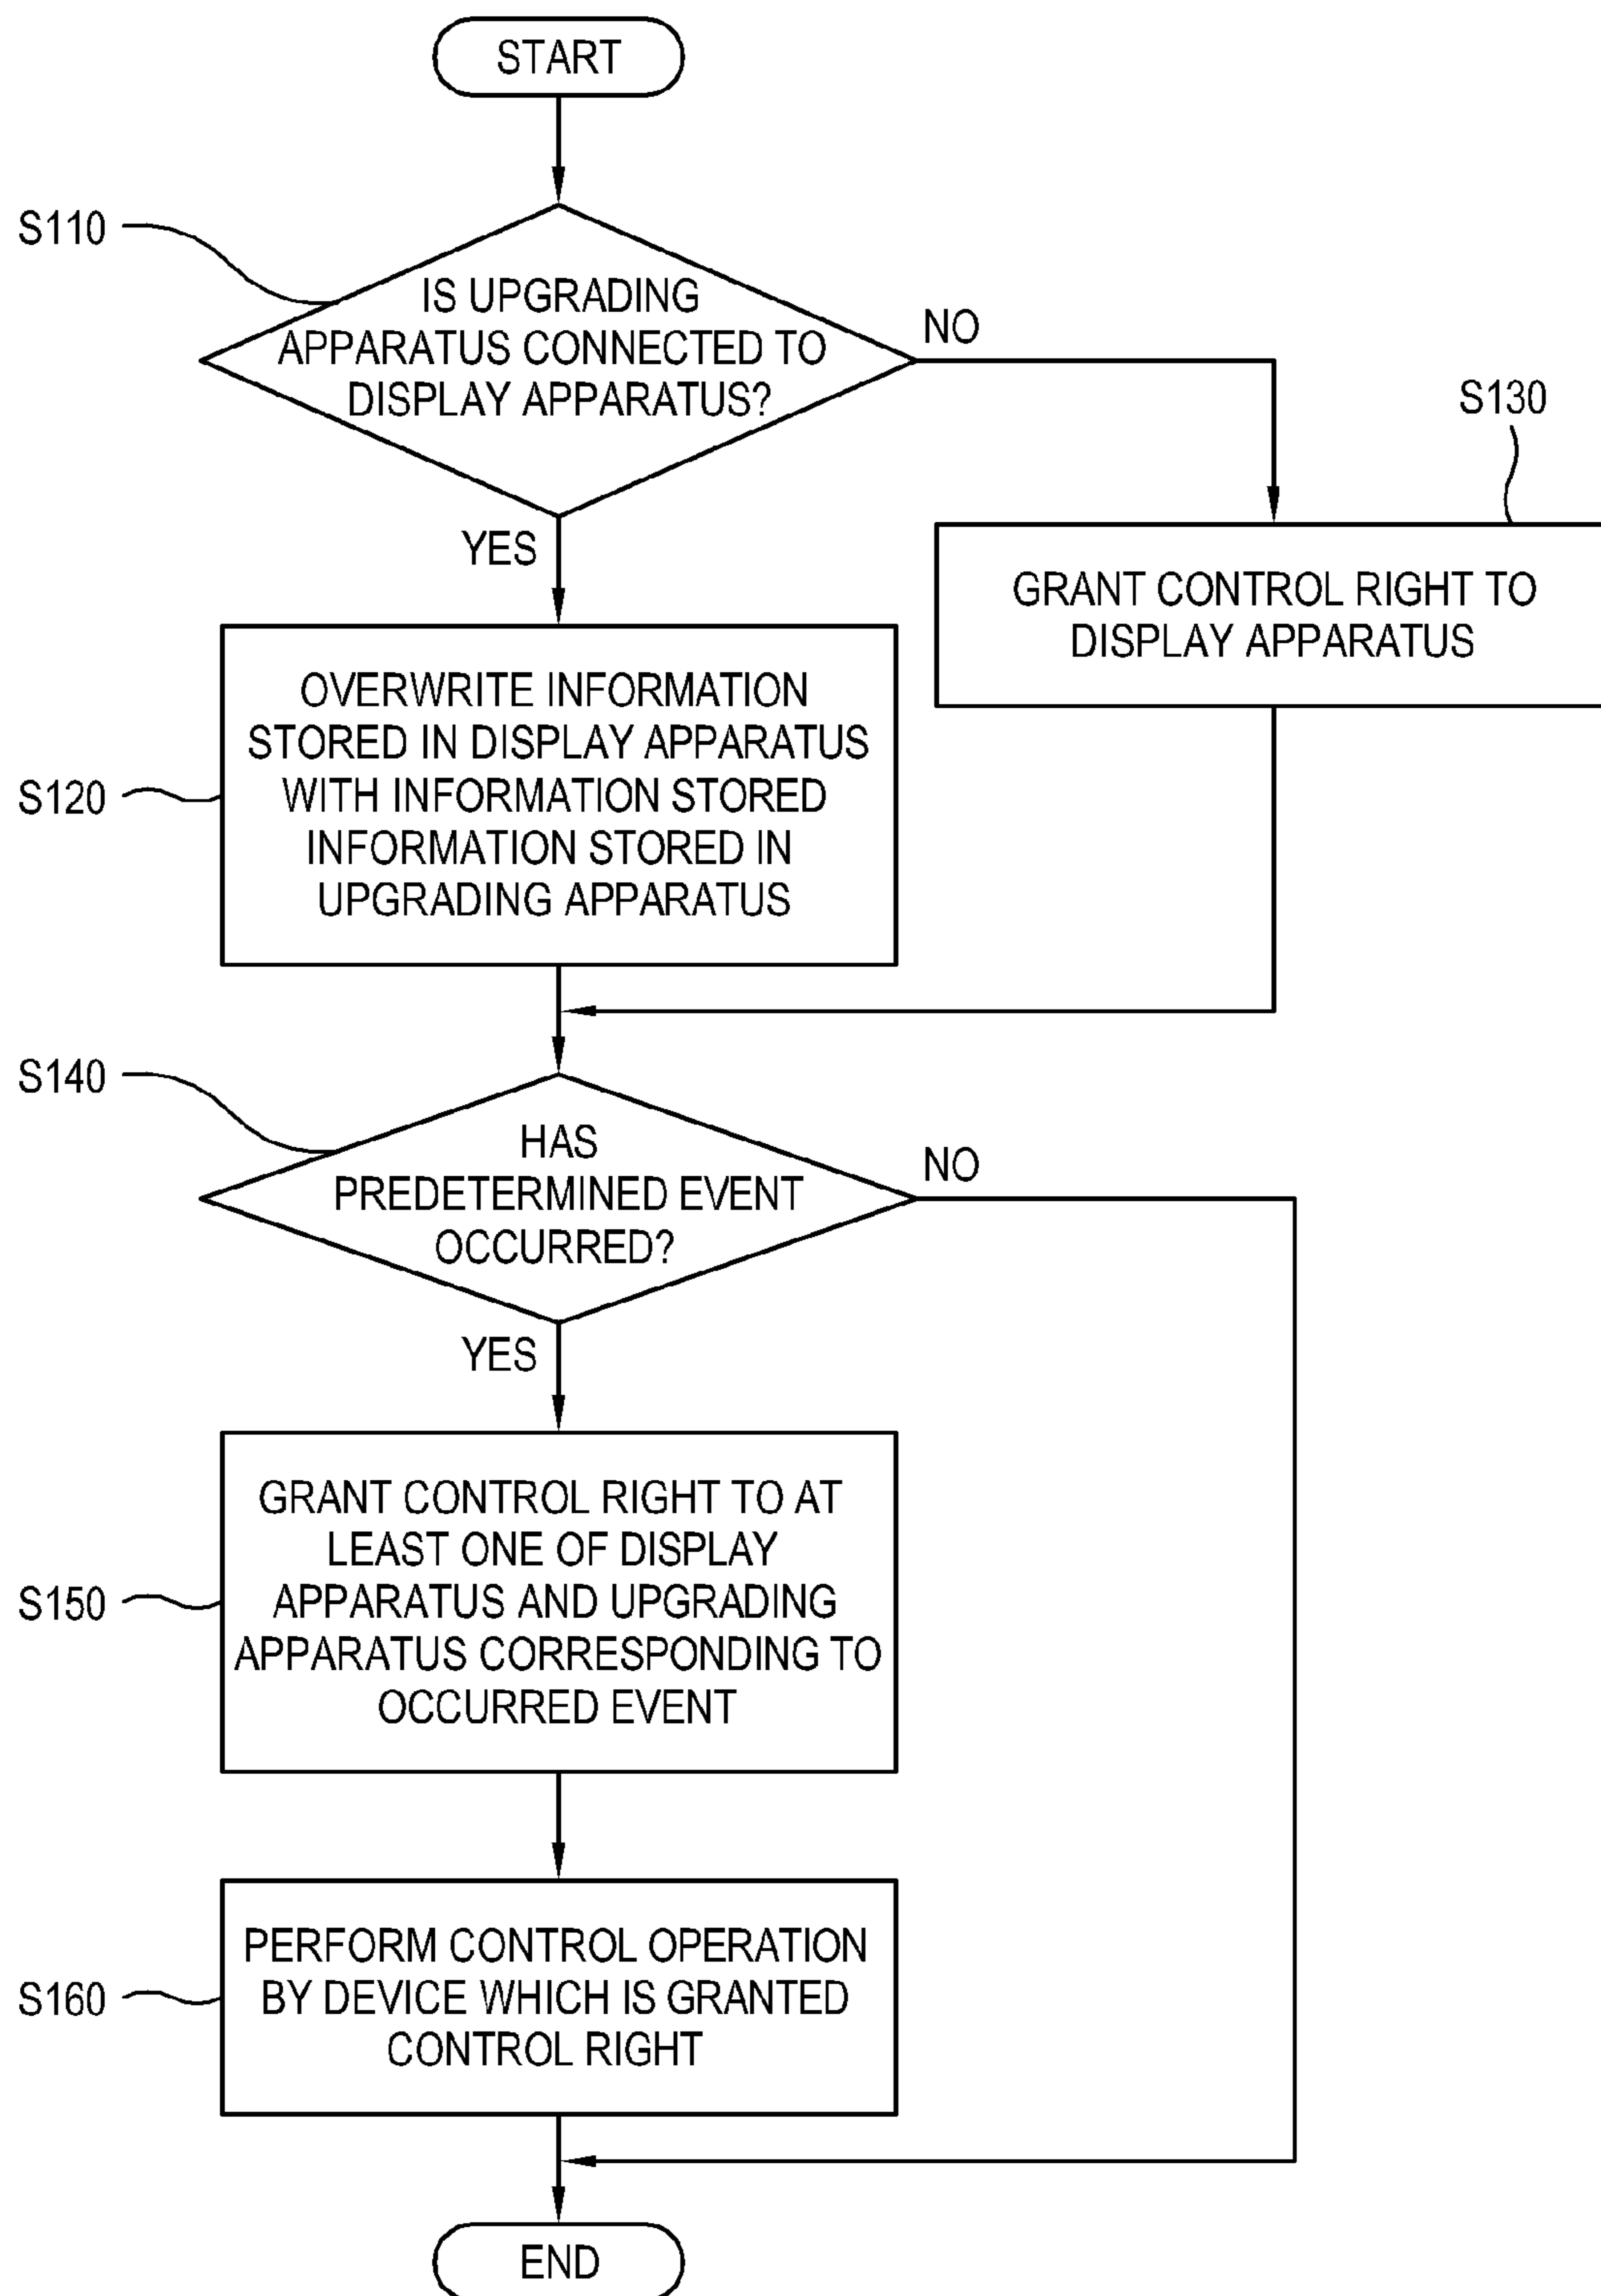 START
S110
IS UPGRADING
APPARATUS CONNECTED TO
DISPLAY APPARATUS?
NO
YES
S130
GRANT CONTROL RIGHT TO
DISPLAY APPARATUS
S120
OVERWRITE INFORMATION
STORED IN DISPLAY APPARATUS
WITH INFORMATION STORED
INFORMATION STORED IN
UPGRADING APPARATUS
S140
HAS
PREDETERMINED EVENT
OCCURRED?
NO
YES
S150
GRANT CONTROL RIGHT TO AT
LEAST ONE OF DISPLAY
APPARATUS AND UPGRADING
APPARATUS CORRESPONDING TO
OCCURRED EVENT
S160
PERFORM CONTROL OPERATION
BY DEVICE WHICH IS GRANTED
CONTROL RIGHT
END